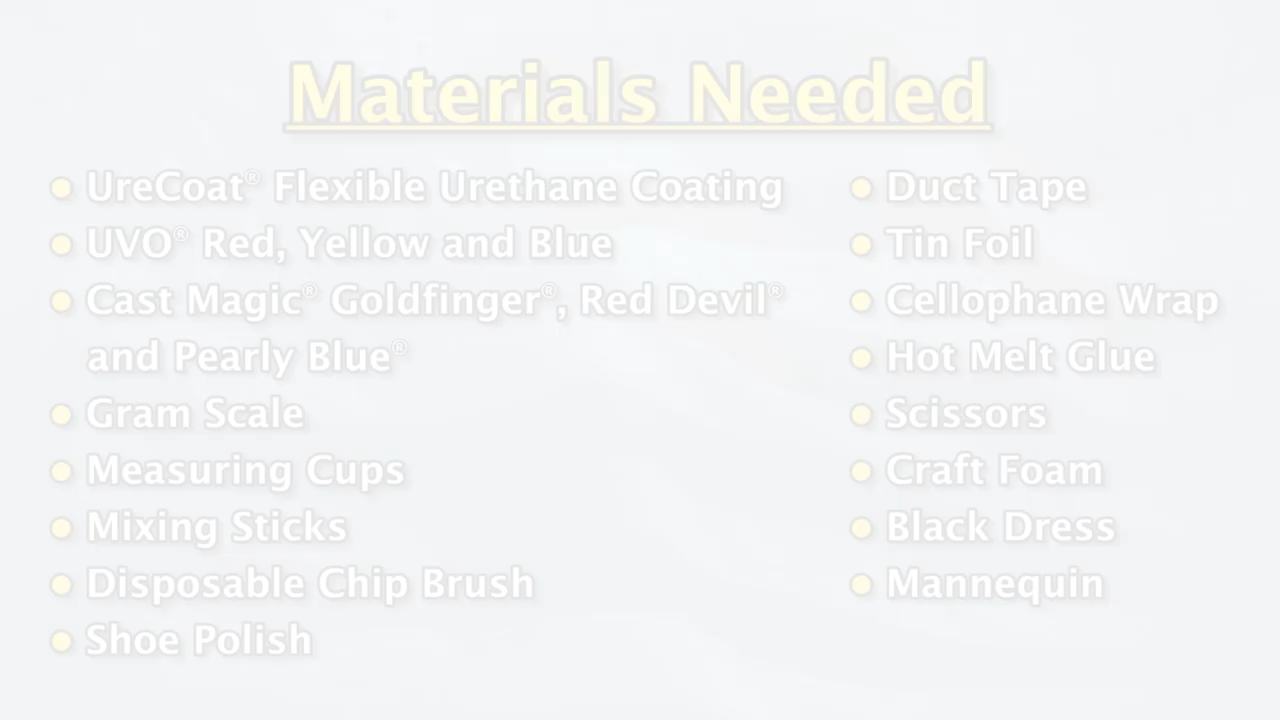 Materials Needed
UreCoat® Flexible Urethane Coating
UVO® Red, Yellow and Blue
Cast Magic® Goldfinger®, Red Devil®
and Pearly Blue®
Gram Scale
Measuring Cups
Mixing Sticks
Disposable Chip Brush
Shoe Polish
Duct Tape
Tin Foil
Cellophane Wrap
Hot Melt Glue
Scissors
Craft Foam
Black Dress
Mannequin